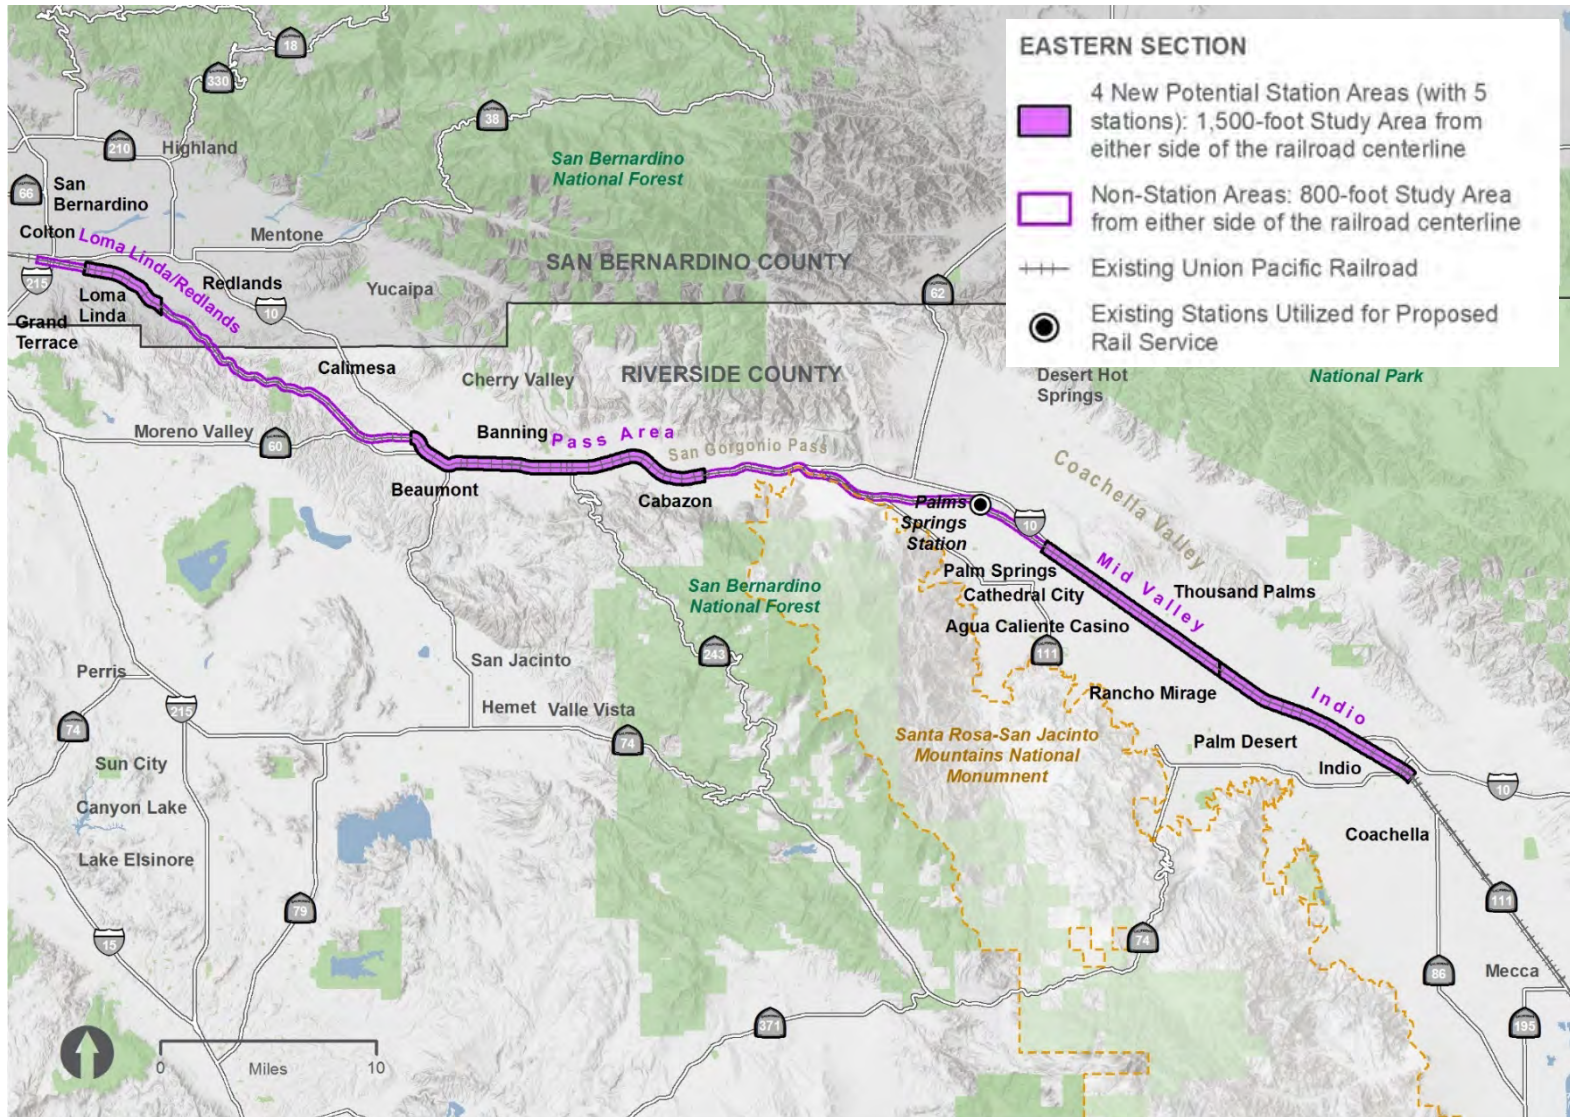 EASTERN SECTION
4 New Potential Station Areas (with 5
stations): 1,500-foot Study Area from
either side of the railroad centerline
Non-Station Areas: 800-foot Study Area
from either side of the railroad centerline
Existing Union Pacific Railroad
Existing Stations Utilized for Proposed
Rail Service
18
330
38
210
Highland
San Bernardino
National Forest
66
San
Bernardino
Colton
Loma Linda/Redlands
Mentone
SAN BERNARDINO COUNTY
215
Loma
Linda
Redlands
10
Yucaipa
62
Grand
Terrace
Calimesa
Cherry Valley
RIVERSIDE COUNTY
Desert Hot
Springs
National Park
Moreno Valley
60
Banning
Pass Area
San Gorgonio Pass
Coachella Valley
Beaumont
Cabazon
Palms
Springs
Station
10
Mid Valley
Palm Springs
Cathedral City
Thousand Palms
San Bernardino
National Forest
Agua Caliente Casino
111
243
Perris
San Jacinto
Rancho Mirage
Indio
215
Hemet
Valle Vista
74
74
Santa Rosa-San Jacinto
Mountains National
Monumnent
Palm Desert
Indio
10
Sun City
Canyon Lake
Lake Elsinore
Coachella
79
15
74
111
86
Mecca
371
195
0
Miles
10